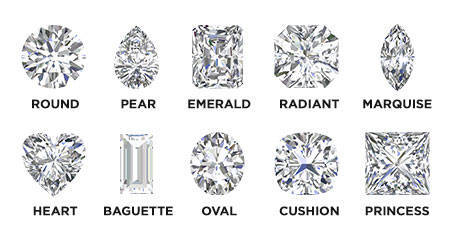 ROUND PEAR EMERALD RADIANT MARQUISE
HEART BAGUETTE OVAL CUSHION PRINCESS